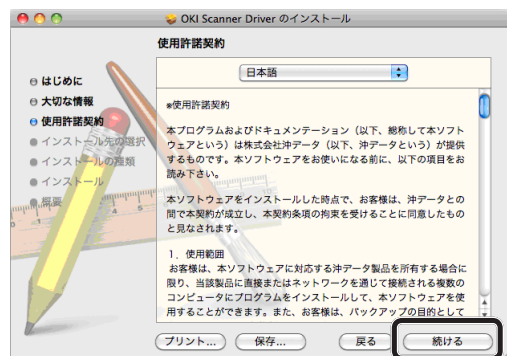 OKI Scanner Driver のインストール
使用許諾契約
はじめに
大切な情報
使用許諾契約
インストール先の選択
インストールの種類
インストール
概要
日本語
※使用許諾契約
本プログラムおよびドキュメンテーション（以下、総称して本ソフト
ウェアという）は株式会社沖データ（以下、沖データという）が提供
するものです。本ソフトウェアをお使いになる前に、以下の項目をお
読み下さい。
本ソフトウェアをインストールした時点で、お客様は、沖データとの
間で本契約が成立し、本契約条項の拘束を受けることに同意したもの
と見なされます。
1．使用範囲
お客様は、本ソフトウェアに対応する沖データ製品を所有する場合に
限り、当該製品に直接またはネットワークを通じて接続される複数の
コンピュータにプログラムをインストールして、本ソフトウェアを使
用することができます。また、お客様は、バックアップの目的として
プリント...
保存...
戻る
続ける